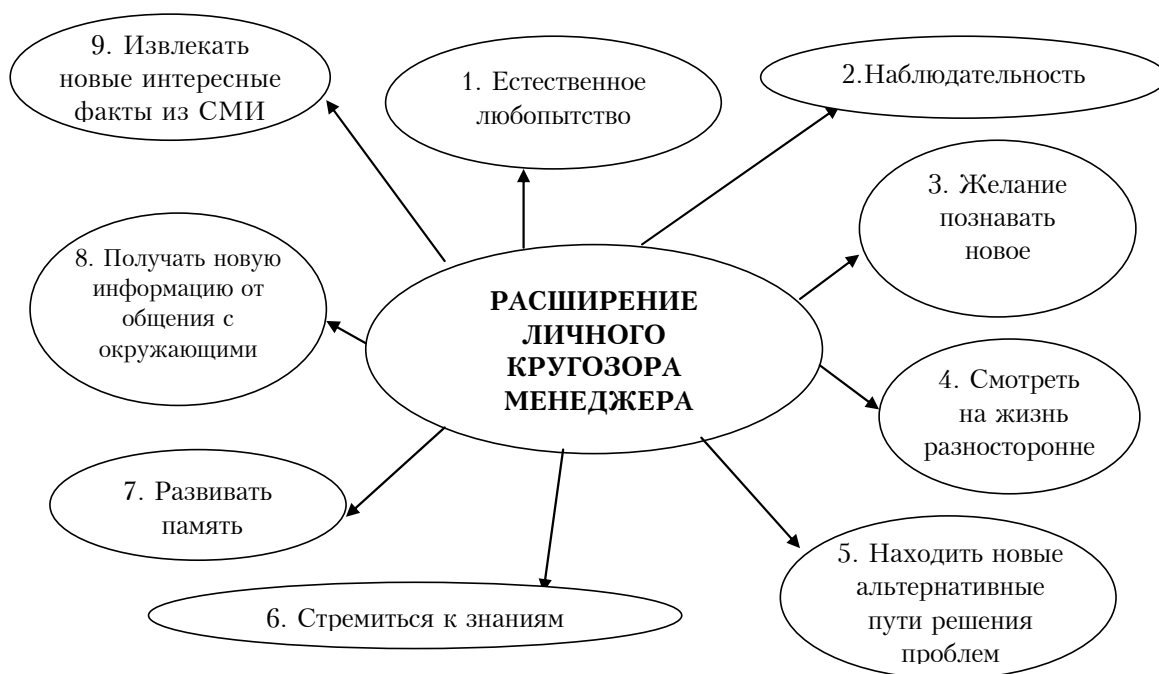 РАСШИРЕНИЕ
ЛИЧНОГО
КРУГОЗОРА
МЕНЕДЖЕРА
1. Естественное
любопытство
2.Наблюдательность
3. Желание
познавать
новое
4. Смотреть
на жизнь
разносторонне
5. Находить новые
альтернативные
пути решения
проблем
6. Стремиться к знаниям
7. Развивать
память
8. Получать новую
информацию от
общения с
окружающими
9. Извлекать
новые интересные
факты из СМИ